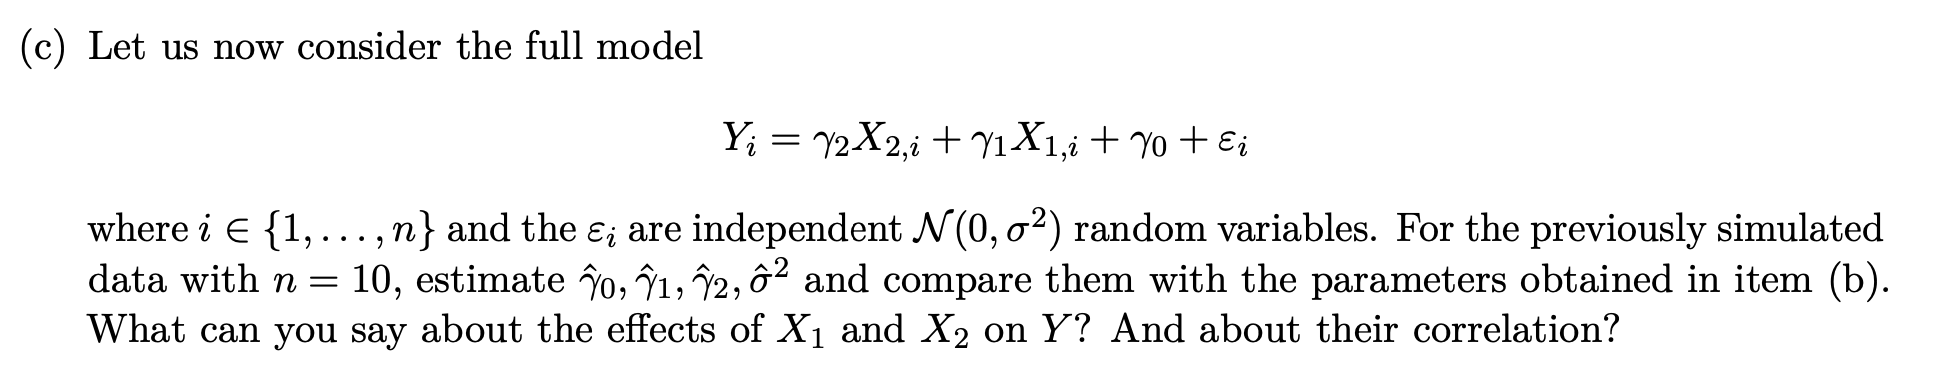 (c) Let us now consider the full model
Yᵢ = γ₂X₂,ᵢ + γ₁X₁,ᵢ + γ₀ + εᵢ
where i ∈ {1, . . . , n} and the εᵢ are independent 𝒩(0, σ²) random variables. For the previously simulated
data with n = 10, estimate γ̂₀, γ̂₁, γ̂₂, σ̂² and compare them with the parameters obtained in item (b).
What can you say about the effects of X₁ and X₂ on Y? And about their correlation?